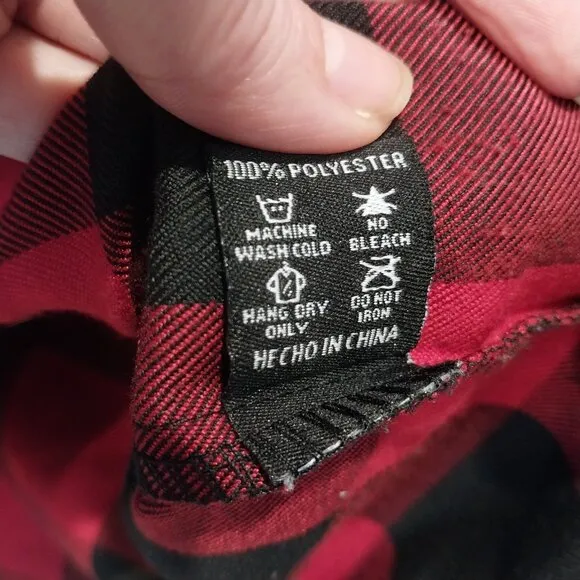 100% POLYESTER
MACHINE
WASH COLD
NO
BLEACH
HANG DRY
ONLY
DO NOT
IRON
HECHO IN CHINA